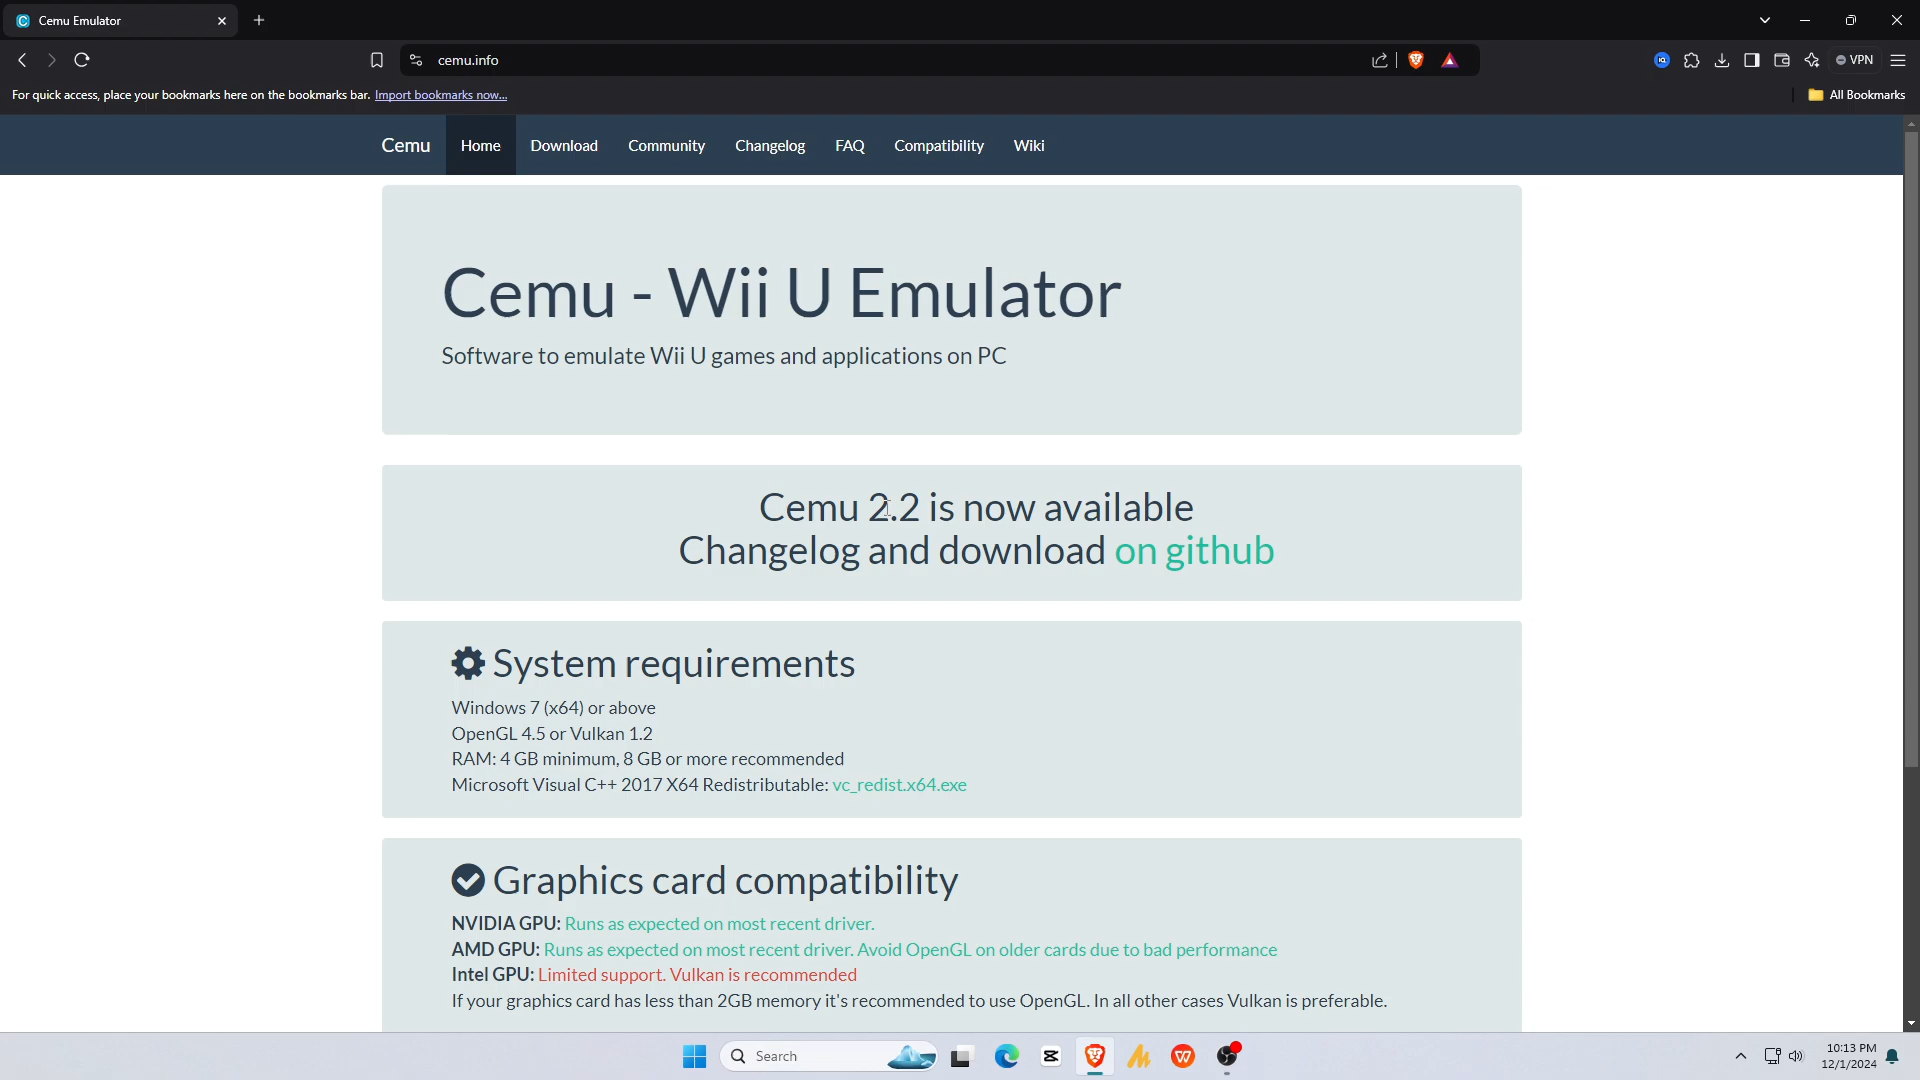 Cemu Emulator
cemu.info
VPN
For quick access, place your bookmarks here on the bookmarks bar. Import bookmarks now...
All Bookmarks
Cemu Home Download Community Changelog FAQ Compatibility Wiki
Cemu - Wii U Emulator
Software to emulate Wii U games and applications on PC
Cemu 2.2 is now available
Changelog and download on github
System requirements
Windows 7 (x64) or above
OpenGL 4.5 or Vulkan 1.2
RAM: 4 GB minimum, 8 GB or more recommended
Microsoft Visual C++ 2017 X64 Redistributable: vc_redist.x64.exe
Graphics card compatibility
NVIDIA GPU: Runs as expected on most recent driver.
AMD GPU: Runs as expected on most recent driver. Avoid OpenGL on older cards due to bad performance
Intel GPU: Limited support. Vulkan is recommended
If your graphics card has less than 2GB memory it's recommended to use OpenGL. In all other cases Vulkan is preferable.
Search
10:13 PM
12/1/2024